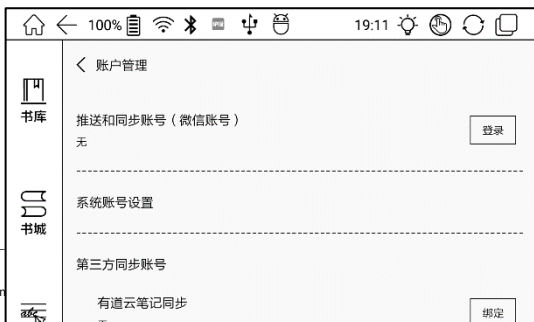 100% 19:11
账户管理
书库
推送和同步账号（微信账号）
无
登录
系统账号设置
书城
第三方同步账号
有道云笔记同步
绑定
abc